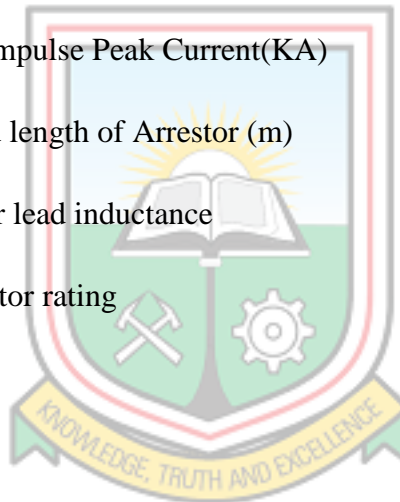 mpulse Peak Current(KA)
length of Arrestor (m)
r lead inductance
tor rating
KNOWLEDGE, TRUTH AND EXCELLENCE